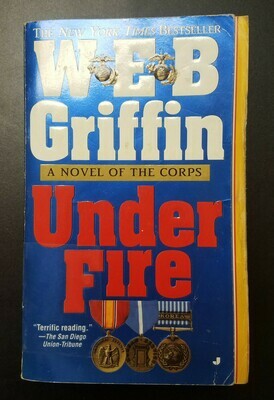 THE NEW YORK TIMES BESTSELLER
W·E·B
Griffin
A NOVEL OF THE CORPS
Under
Fire
"Terrific reading."
—The San Diego
Union-Tribune
KOREA
J